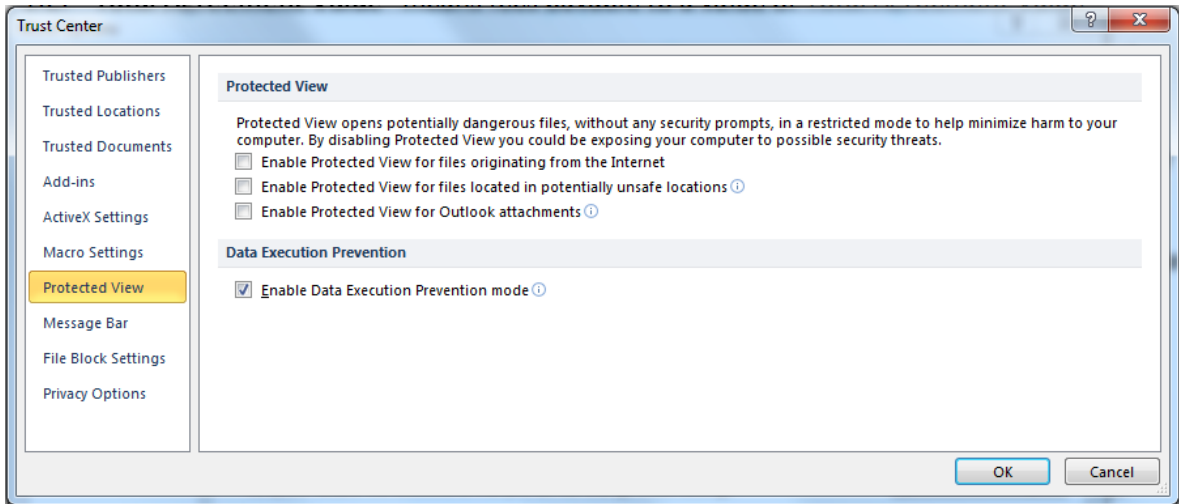 Trust Center
Trusted Publishers
Trusted Locations
Trusted Documents
Add-ins
ActiveX Settings
Macro Settings
Protected View
Message Bar
File Block Settings
Privacy Options
Protected View
Protected View opens potentially dangerous files, without any security prompts, in a restricted mode to help minimize harm to your
computer. By disabling Protected View you could be exposing your computer to possible security threats.
Enable Protected View for files originating from the Internet
Enable Protected View for files located in potentially unsafe locations
Enable Protected View for Outlook attachments
Data Execution Prevention
Enable Data Execution Prevention mode
OK
Cancel